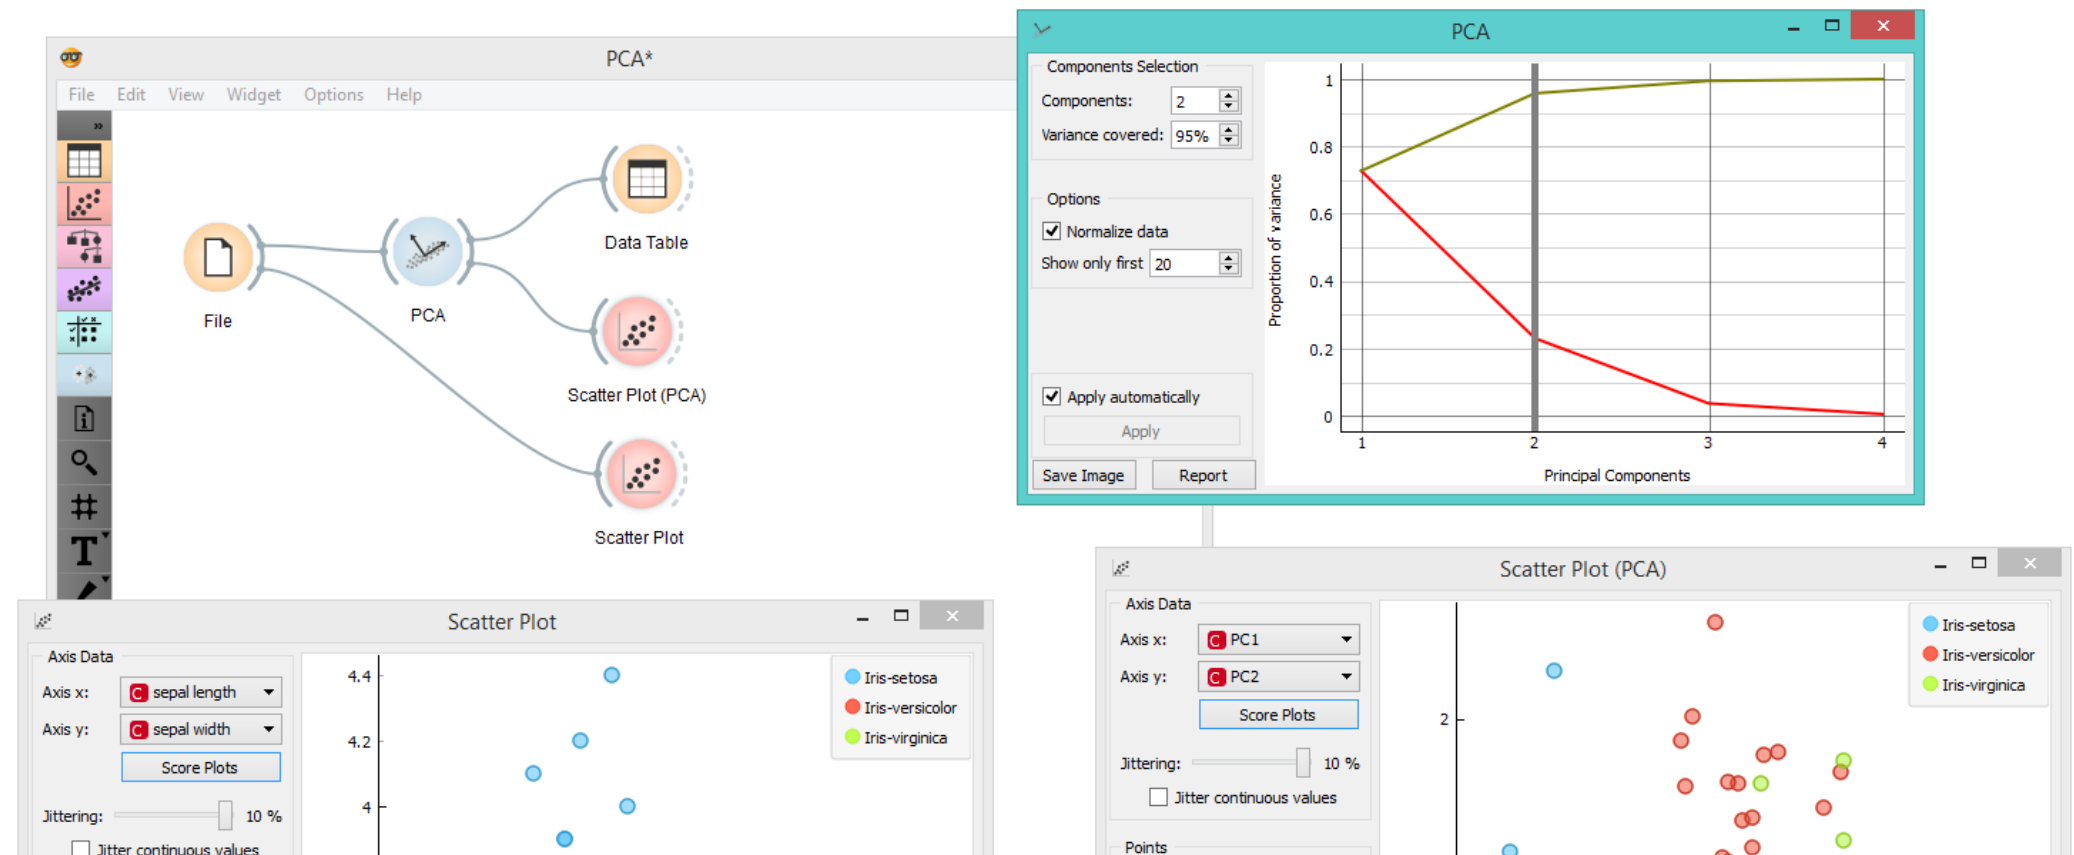 PCA*
File Edit View Widget Options Help
»
File
PCA
Data Table
Scatter Plot (PCA)
Scatter Plot
T
PCA
Components Selection
Components: 2
Variance covered: 95%
Options
Normalize data
Show only first 20
Apply automatically
Apply
Save Image Report
Proportion of variance
1
0.8
0.6
0.4
0.2
0
1 2 3 4
Principal Components
Scatter Plot
Axis Data
Axis x: C sepal length
Axis y: C sepal width
Score Plots
Jittering: 10 %
Jitter continuous values
4.4
4.2
4
Iris-setosa
Iris-versicolor
Iris-virginica
Scatter Plot (PCA)
Axis Data
Axis x: C PC1
Axis y: C PC2
Score Plots
Jittering: 10 %
Jitter continuous values
Points
2
Iris-setosa
Iris-versicolor
Iris-virginica